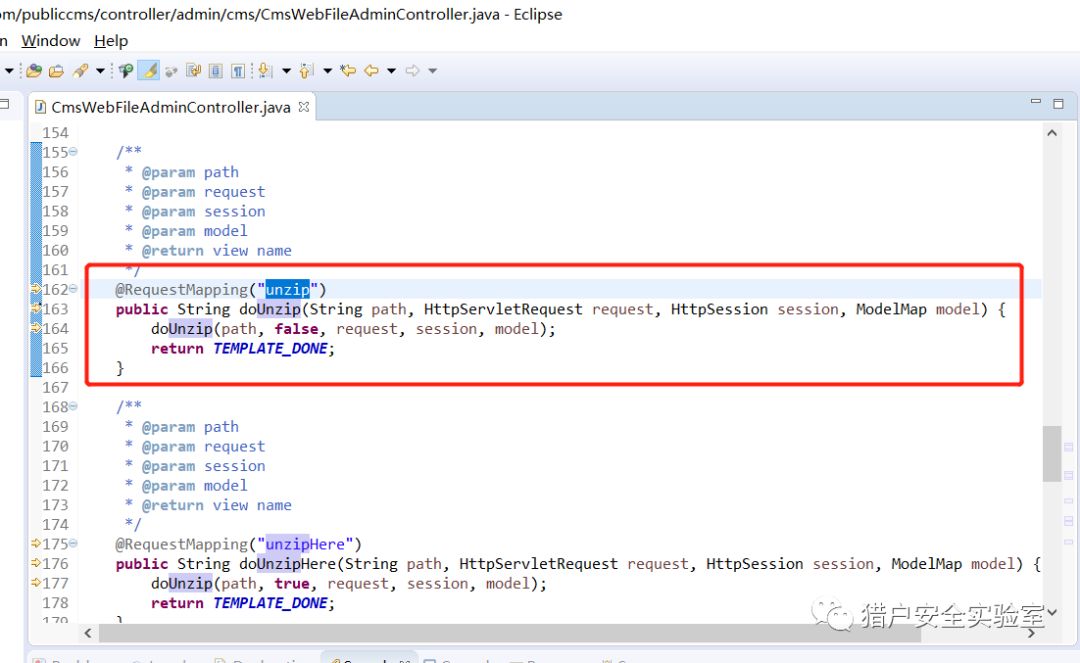 om/publiccms/controller/admin/cms/CmsWebFileAdminController.java - Eclipse
n Window Help
CmsWebFileAdminController.java
154
155 /**
156 * @param path
157 * @param request
158 * @param session
159 * @param model
160 * @return view name
161 */
162 @RequestMapping("unzip")
163 public String doUnzip(String path, HttpServletRequest request, HttpSession session, ModelMap model) {
164 doUnzip(path, false, request, session, model);
165 return TEMPLATE_DONE;
166 }
167
168 /**
169 * @param path
170 * @param request
171 * @param session
172 * @param model
173 * @return view name
174 */
175 @RequestMapping("unzipHere")
176 public String doUnzipHere(String path, HttpServletRequest request, HttpSession session, ModelMap model) {
177 doUnzip(path, true, request, session, model);
178 return TEMPLATE_DONE;
179 }
猎户安全实验室